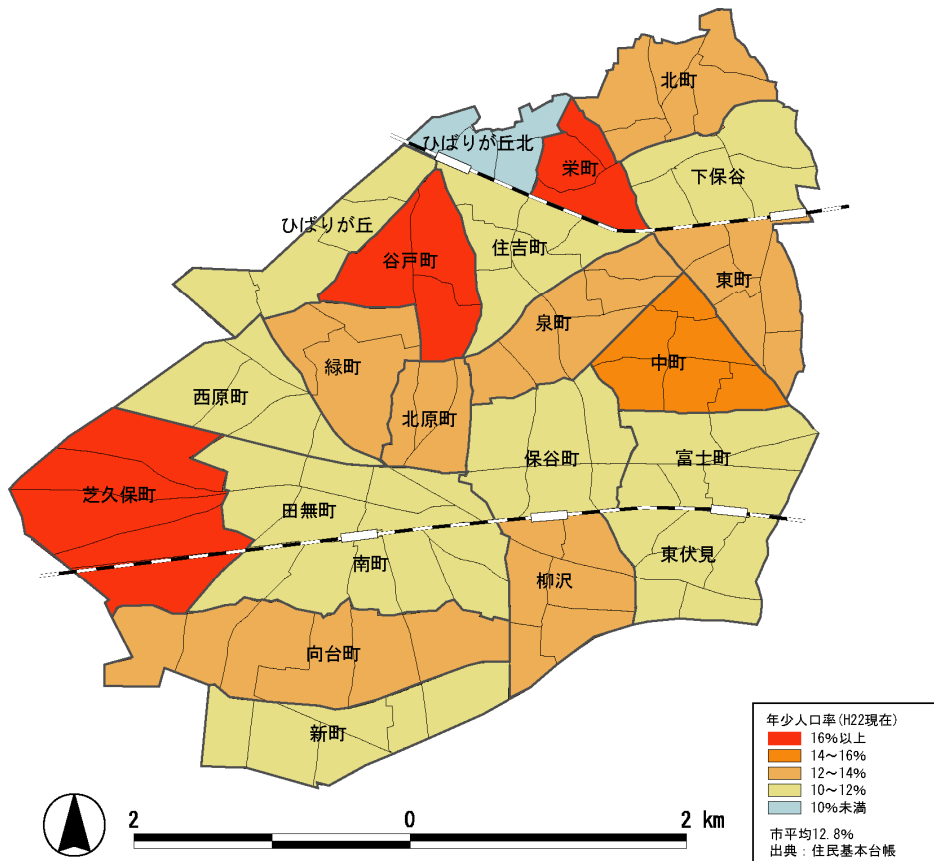 北町
ひばりが丘北
栄町
下保谷
ひばりが丘
住吉町
谷戸町
東町
泉町
中町
緑町
西原町
北原町
保谷町
富士町
芝久保町
田無町
南町
東伏見
柳沢
向台町
新町
年少人口率(H22現在)
16%以上
14～16%
12～14%
10～12%
10%未満
市平均12.8%
出典：住民基本台帳
2 0 2 km